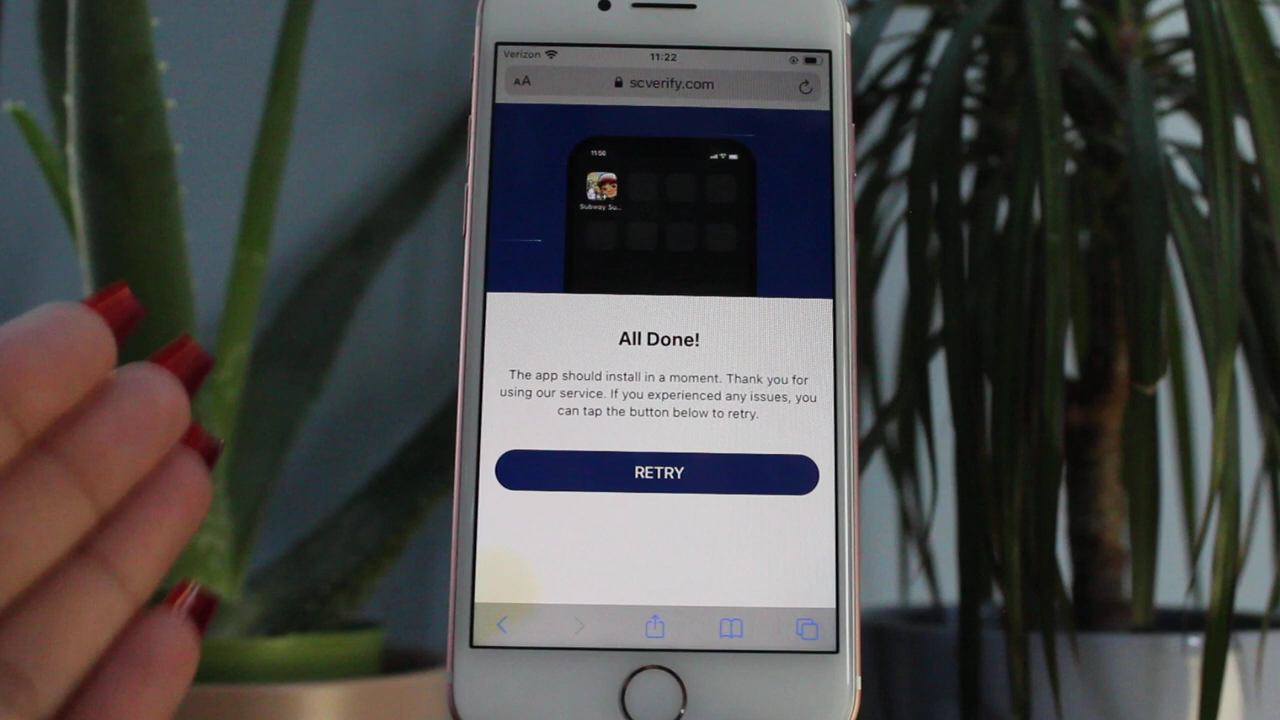 Verizon 11:22
AA scverify.com
11:56
Subway Su...
All Done!
The app should install in a moment. Thank you for
using our service. If you experienced any issues, you
can tap the button below to retry.
RETRY